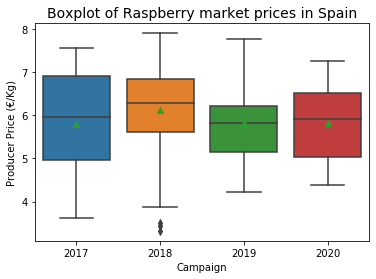 Boxplot of Raspberry market prices in Spain
8
7
6
5
4
Producer Price (€/Kg)
2017 2018 2019 2020
Campaign